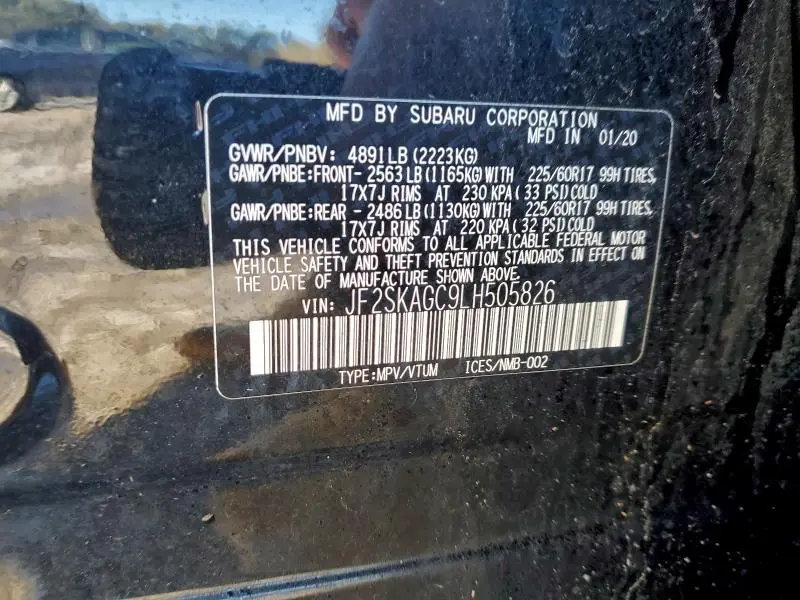 MFD BY SUBARU CORPORATION
MFD IN 01/20
GVWR/PNBV: 4891LB(2223KG)
GAWR/PNBE:FRONT- 2563LB(1165KG)WITH 225/60R17 99H TIRES,
17X7J RIMS AT 230 KPA(33 PSI)COLD
GAWR/PNBE:REAR - 2486LB(1130KG)WITH 225/60R17 99H TIRES,
17X7J RIMS AT 220 KPA(32 PSI)COLD
THIS VEHICLE CONFORMS TO ALL APPLICABLE FEDERAL MOTOR
VEHICLE SAFETY AND THEFT PREVENTION STANDARDS IN EFFECT ON
THE DATE OF MANUFACTURE SHOWN ABOVE.
VIN: JF2SKAGC9LH505826
TYPE:MPV/VTUM ICES/NMB-002